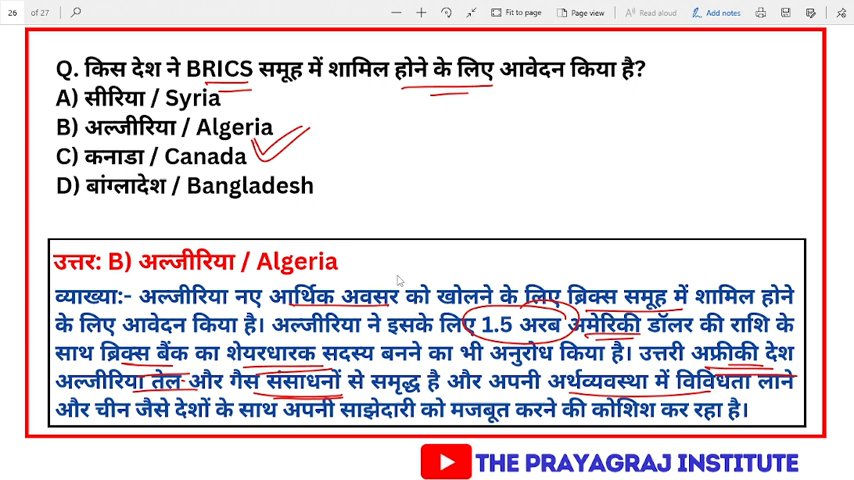 26 of 27 Fit to page Page view Read aloud Add notes
Q. किस देश ने BRICS समूह में शामिल होने के लिए आवेदन किया है?
A) सीरिया / Syria
B) अल्जीरिया / Algeria
C) कनाडा / Canada
D) बांग्लादेश / Bangladesh
उत्तर: B) अल्जीरिया / Algeria
व्याख्या:- अल्जीरिया नए आर्थिक अवसर को खोलने के लिए ब्रिक्स समूह में शामिल होने
के लिए आवेदन किया है। अल्जीरिया ने इसके लिए 1.5 अरब अमेरिकी डॉलर की राशि के
साथ ब्रिक्स बैंक का शेयरधारक सदस्य बनने का भी अनुरोध किया है। उत्तरी अफ्रीकी देश
अल्जीरिया तेल और गैस संसाधनों से समृद्ध है और अपनी अर्थव्यवस्था में विविधता लाने
और चीन जैसे देशों के साथ अपनी साझेदारी को मजबूत करने की कोशिश कर रहा है।
THE PRAYAGRAJ INSTITUTE